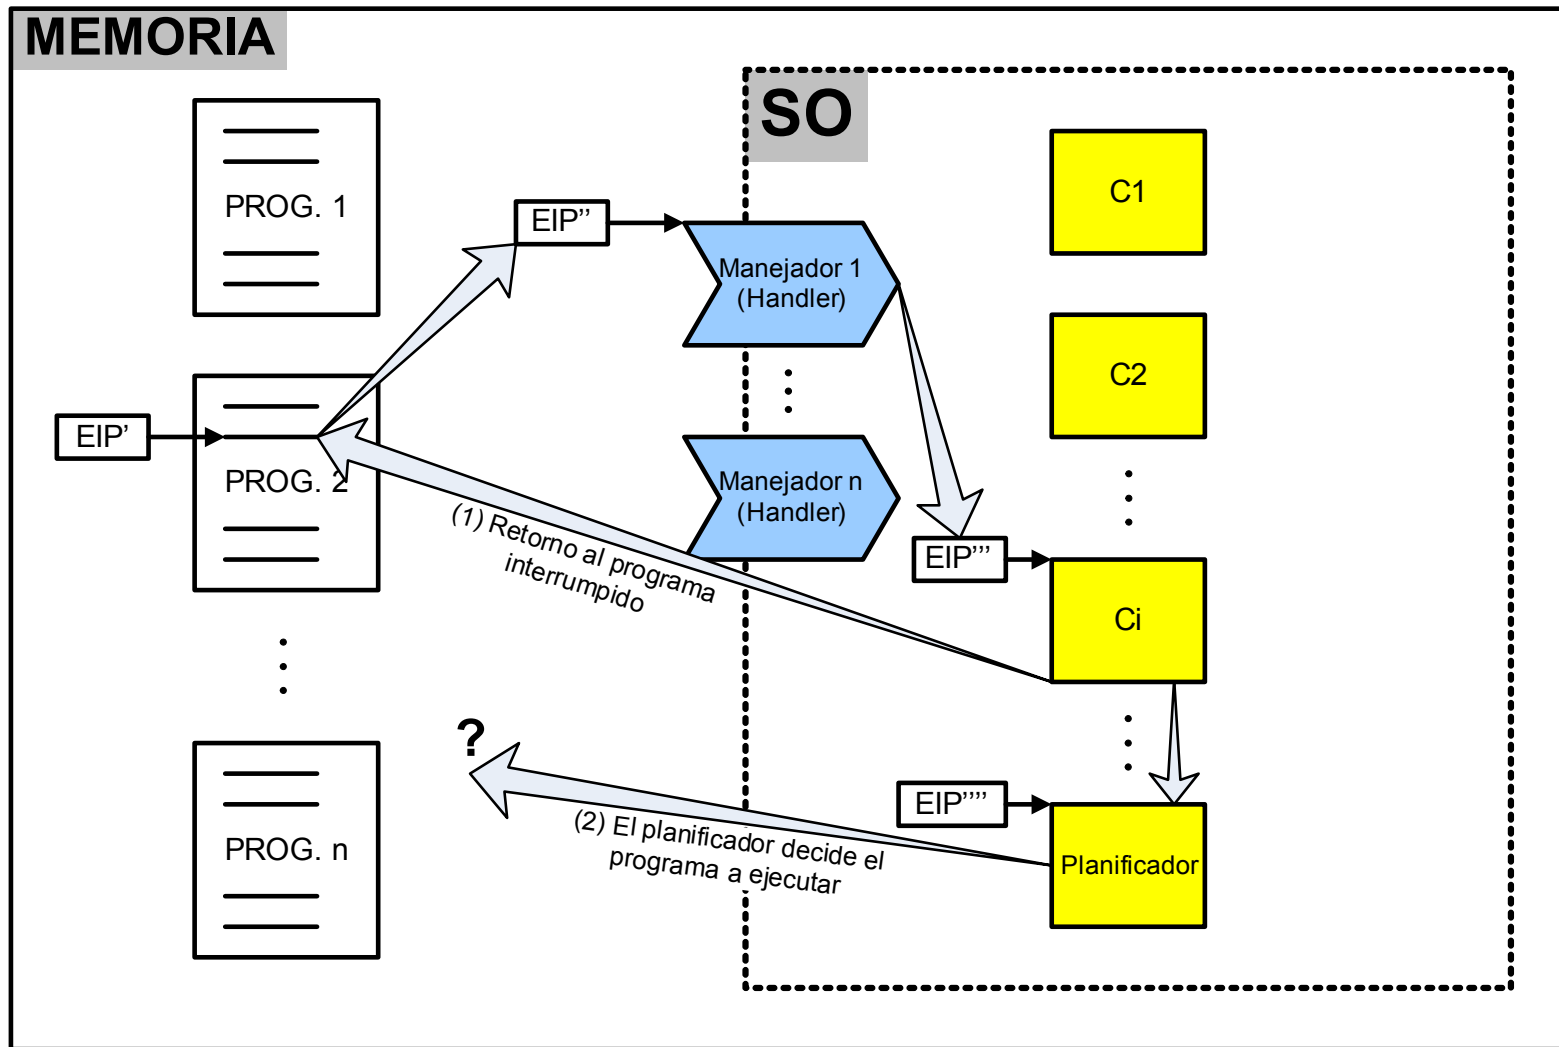 MEMORIA
SO
PROG. 1
EIP''
Manejador 1
(Handler)
C1
C2
EIP'
PROG. 2
Manejador n
(Handler)
(1) Retorno al programa
interrumpido
EIP'''
Ci
?
PROG. n
(2) El planificador decide el
programa a ejecutar
EIP''''
Planificador